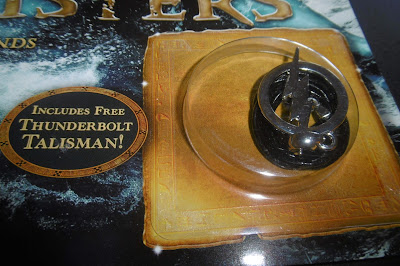 STERS
NDS
INCLUDES FREE
THUNDERBOLT
TALISMAN!